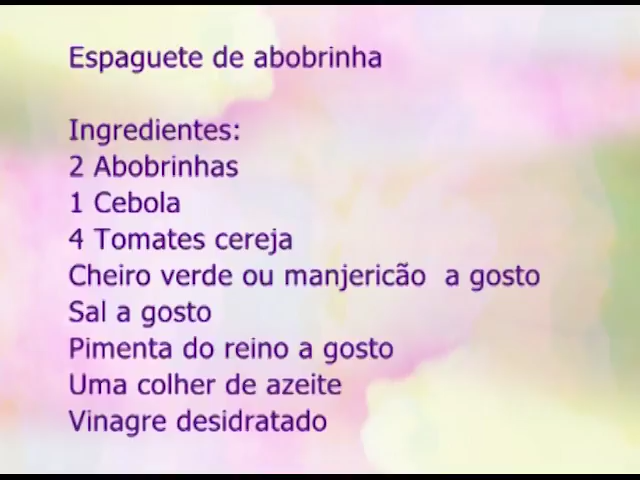 Espaguete de abobrinha
Ingredientes:
2 Abobrinhas
1 Cebola
4 Tomates cereja
Cheiro verde ou manjericão  a gosto
Sal a gosto
Pimenta do reino a gosto
Uma colher de azeite
Vinagre desidratado